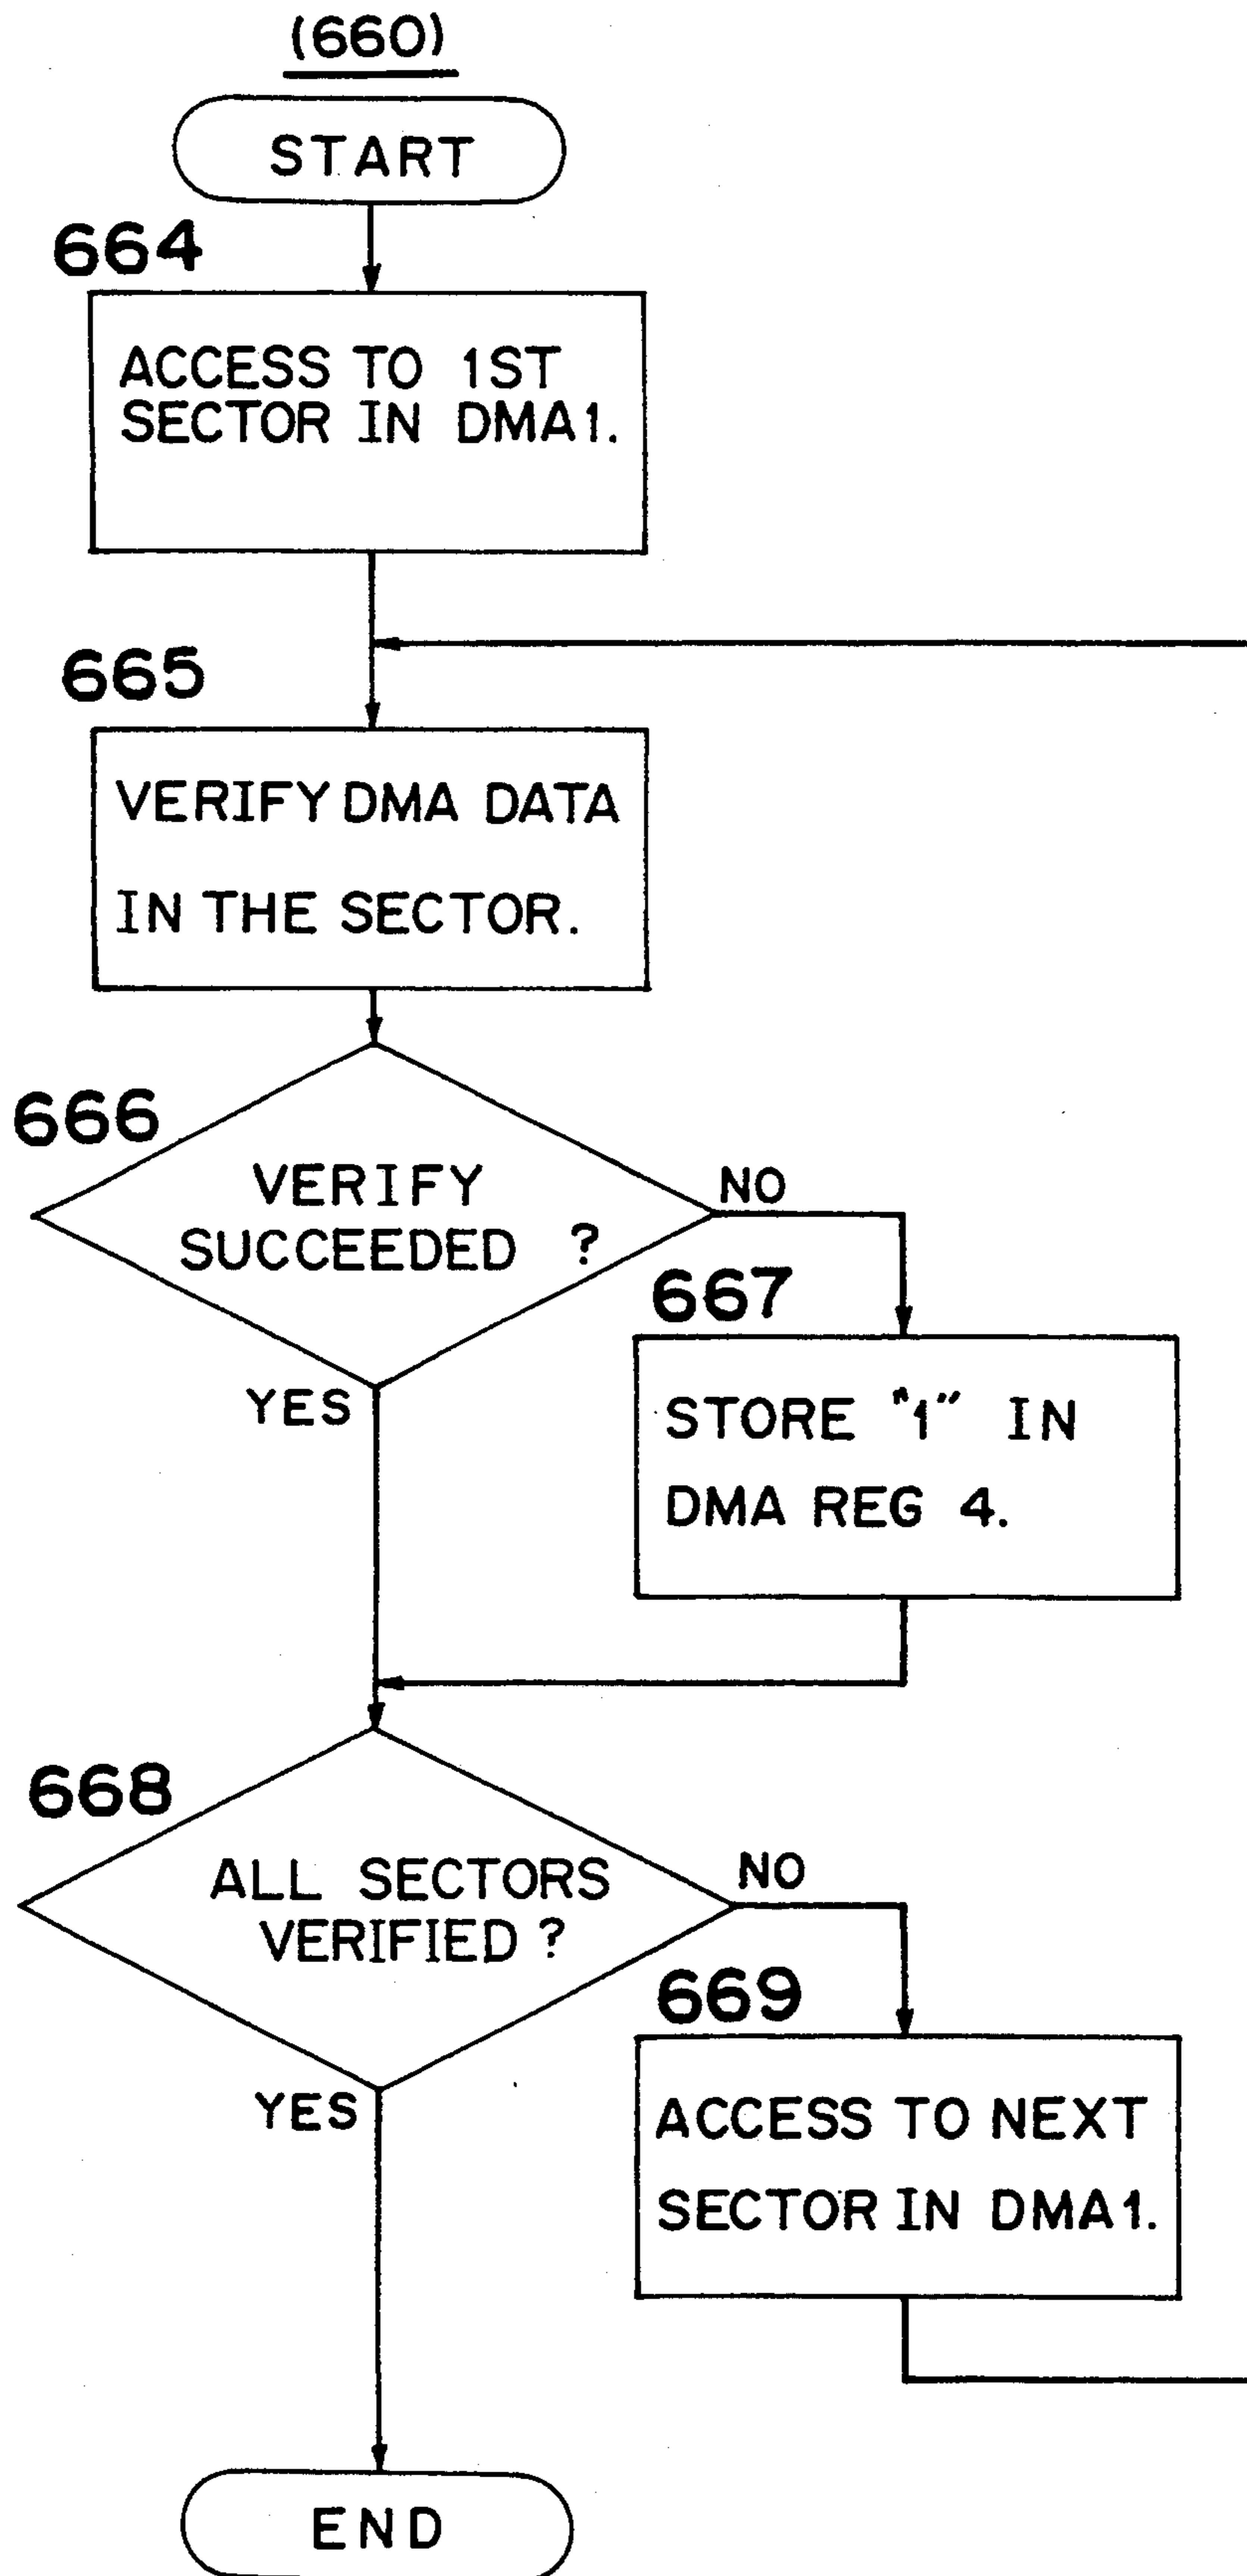 (660)
START
664
ACCESS TO 1ST
SECTOR IN DMA1.
665
VERIFY DMA DATA
IN THE SECTOR.
666
VERIFY
SUCCEEDED ?
NO
YES
667
STORE "1" IN
DMA REG 4.
668
ALL SECTORS
VERIFIED ?
NO
YES
669
ACCESS TO NEXT
SECTOR IN DMA1.
END